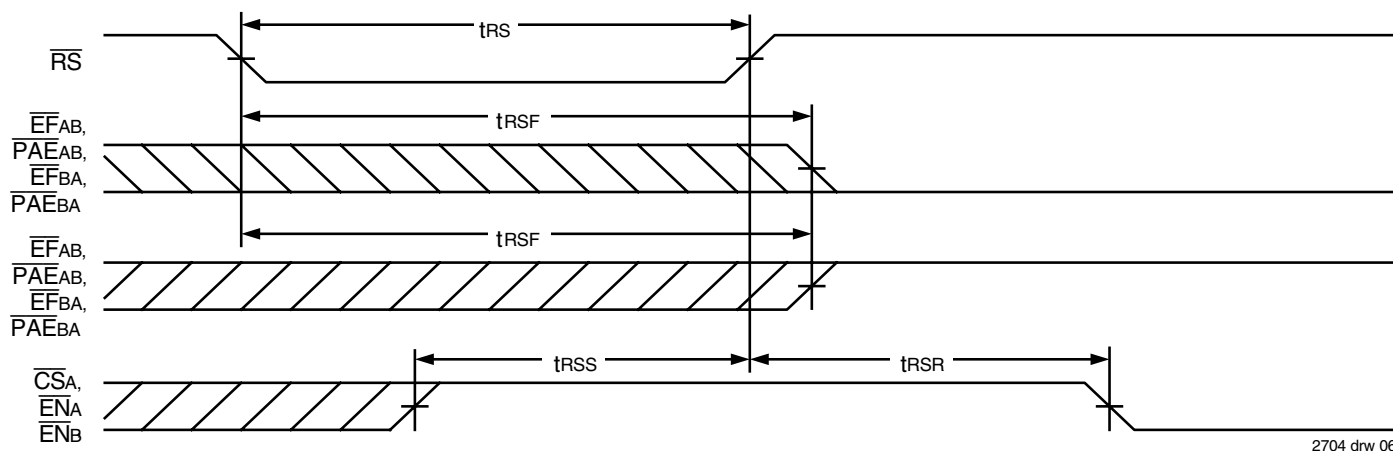 tRS
RS
tRSF
EFAB,
PAEAB,
EFBA,
PAEBA
tRSF
EFAB,
PAEAB,
EFBA,
PAEBA
tRSS
tRSR
CSA,
ENA
ENB
2704 drw 06